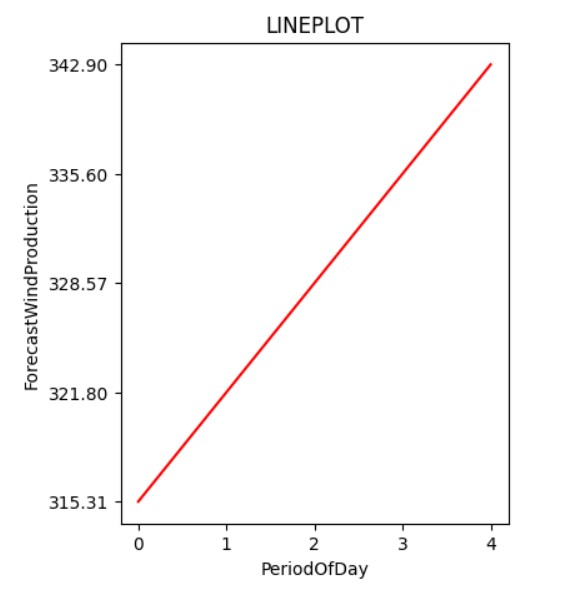 LINEPLOT
342.90
335.60
328.57
321.80
315.31
ForecastWindProduction
0 1 2 3 4
PeriodOfDay